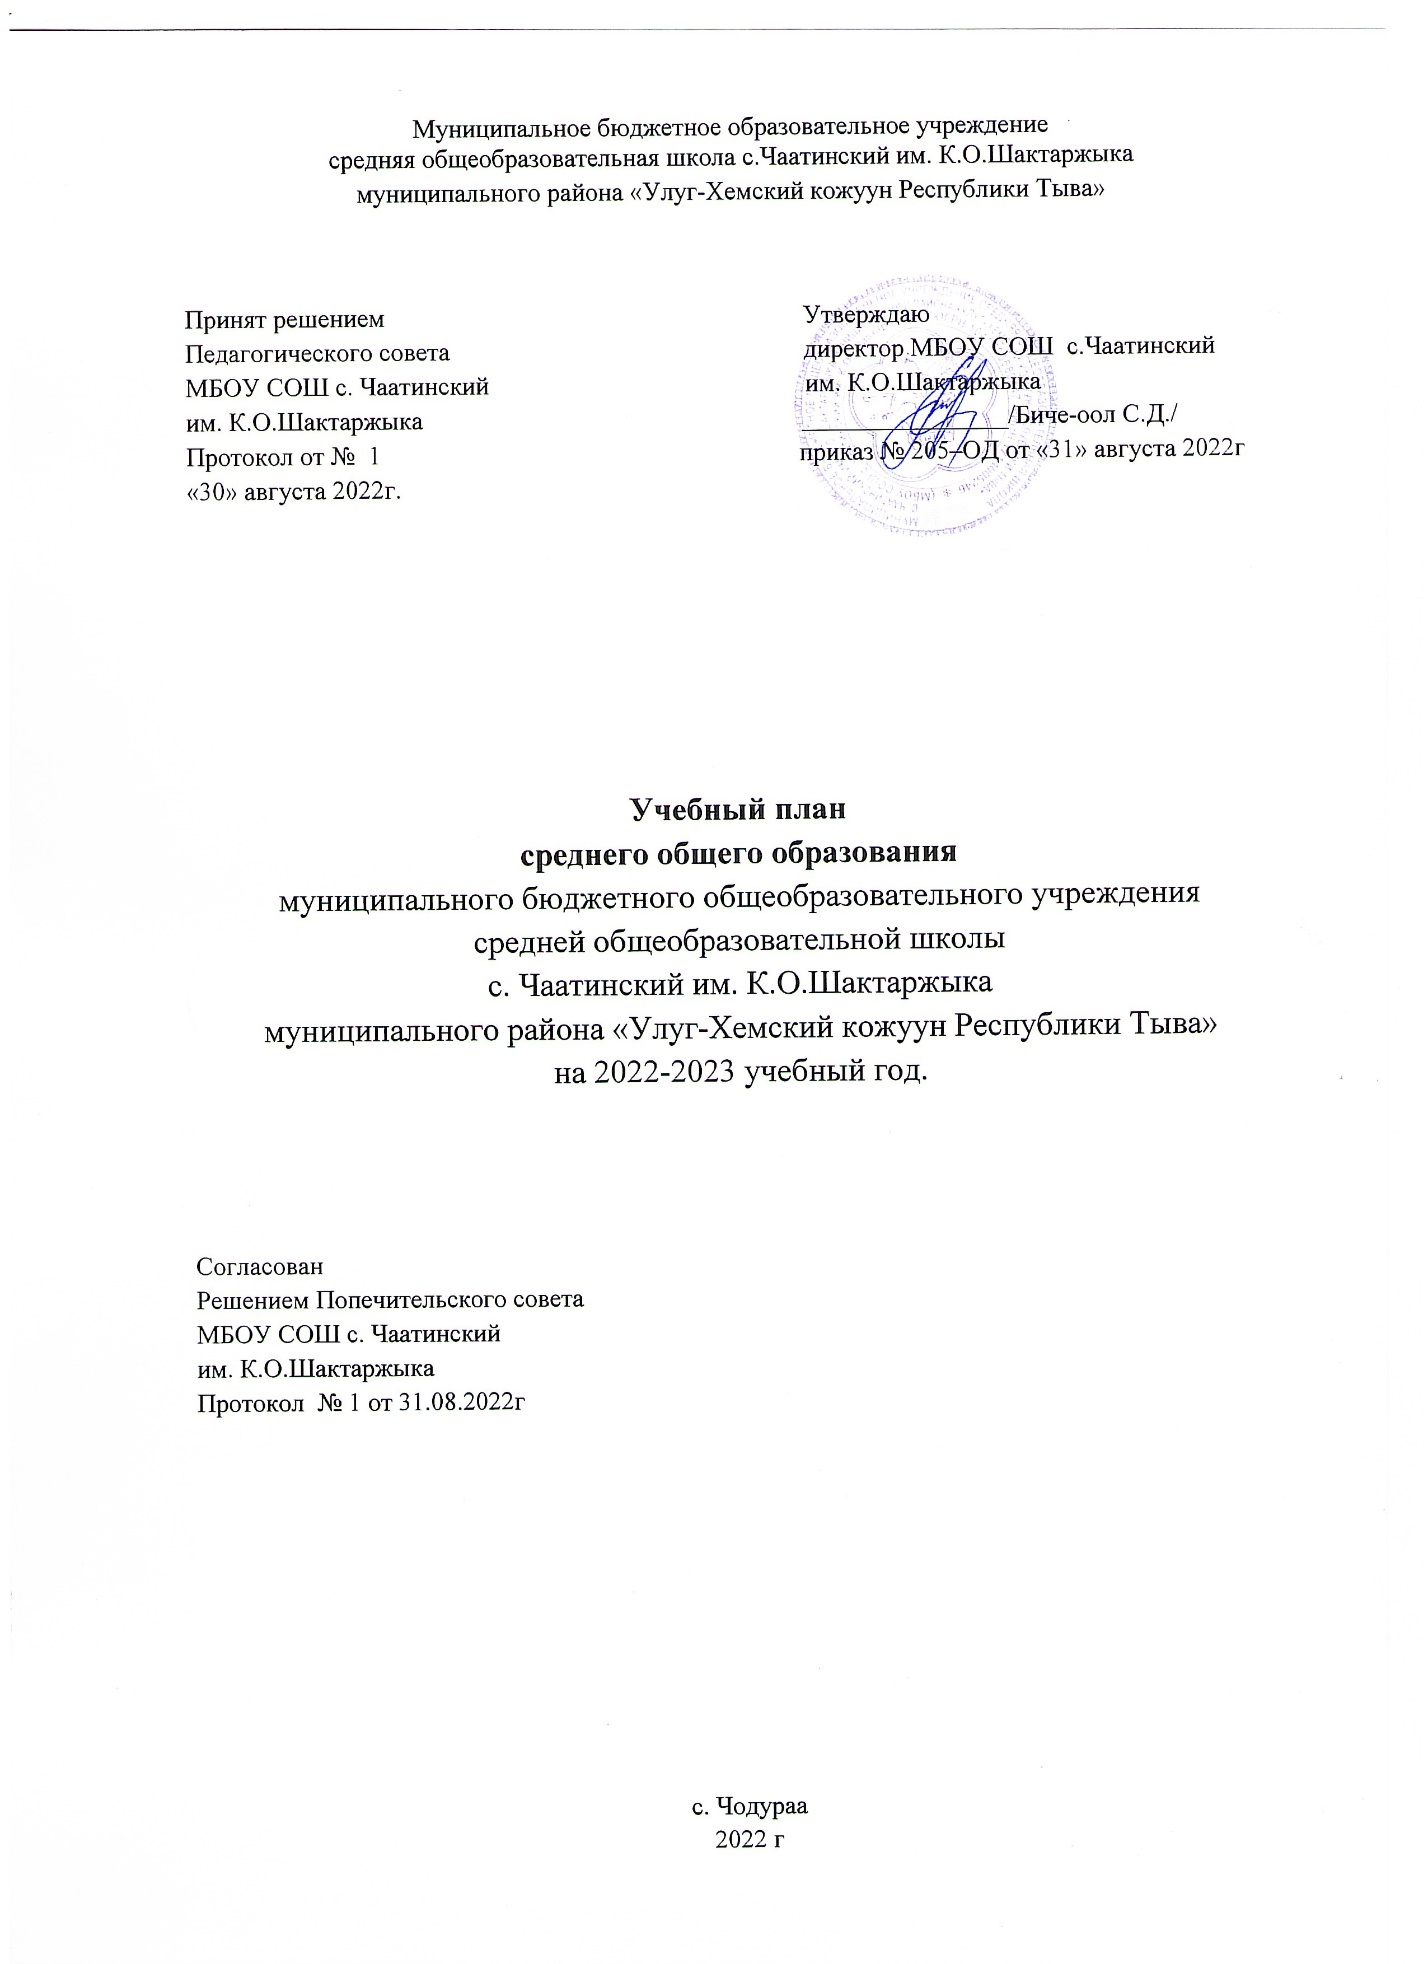 Муниципальное бюджетное образовательное учреждение
средняя общеобразовательная школа с.Чаатинский им. К.О.Шактаржыка
муниципального района «Улуг-Хемский кожуун Республики Тыва»
Принят решением
Педагогического совета
МБОУ СОШ с. Чаатинский
им. К.О.Шактаржыка
Протокол от № 1
«30» августа 2022г.
Утверждаю
директор МБОУ СОШ с.Чаатинский
им. К.О.Шактаржыка
/Биче-оол С.Д./
приказ № 205–ОД от «31» августа 2022г
Учебный план
среднего общего образования
муниципального бюджетного общеобразовательного учреждения
средней общеобразовательной школы
с. Чаатинский им. К.О.Шактаржыка
муниципального района «Улуг-Хемский кожуун Республики Тыва»
на 2022-2023 учебный год.
Согласован
Решением Попечительского совета
МБОУ СОШ с. Чаатинский
им. К.О.Шактаржыка
Протокол № 1 от 31.08.2022г
с. Чодураа
2022 г